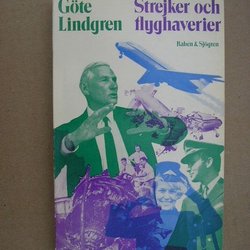 Göte
Lindgren
Strejker och
flyghaverier
Rabén & Sjögren